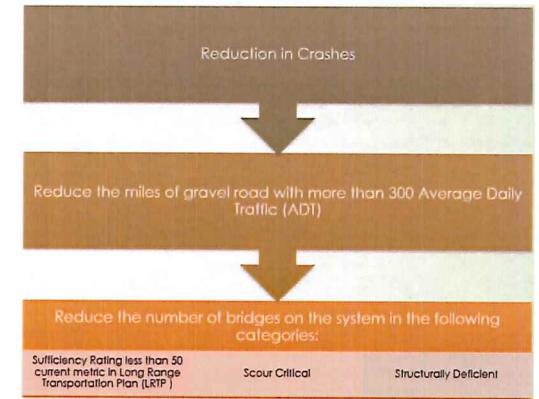 Reduction in Crashes
Reduce the miles of gravel road with more than 300 Average Daily
Traffic (ADT)
Reduce the number of bridges on the system in the following
categories:
Sufficiency Rating less than 50
current metric in Long Range
Transportation Plan (LRTP )
Scour Critical
Structurally Deficient